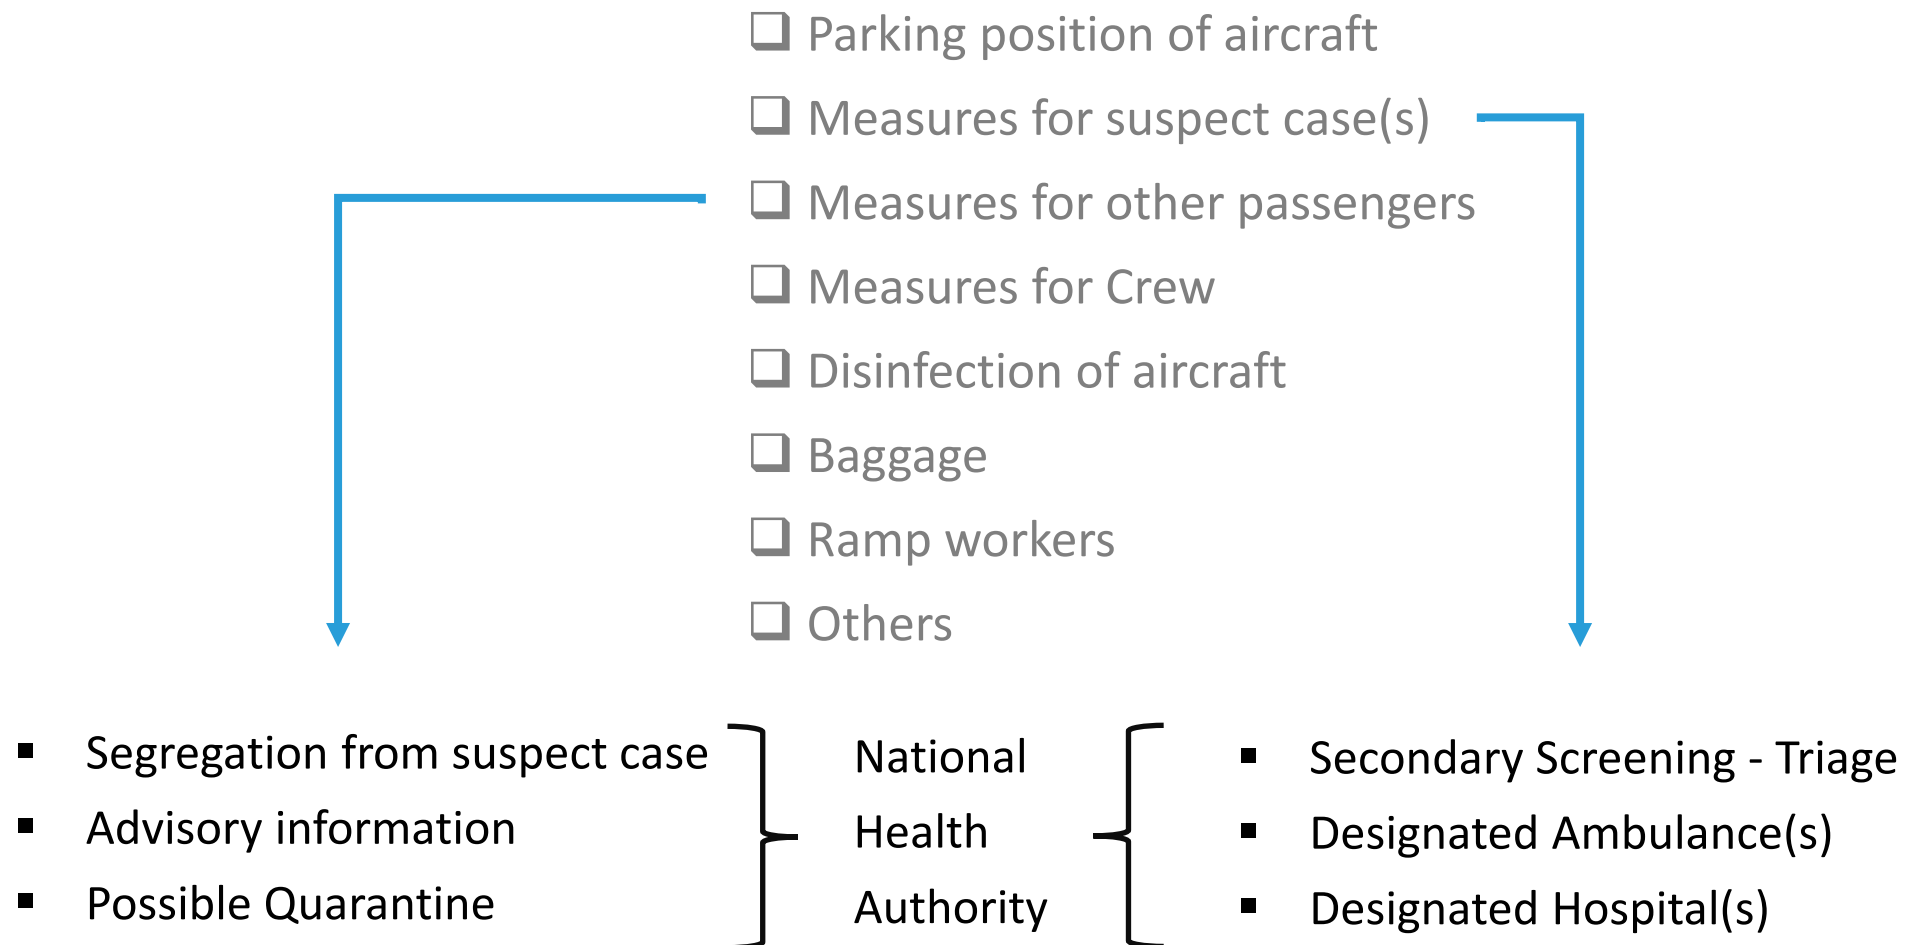 Parking position of aircraft
Measures for suspect case(s)
Measures for other passengers
Measures for Crew
Disinfection of aircraft
Baggage
Ramp workers
Others
Segregation from suspect case
Advisory information
Possible Quarantine
National
Health
Authority
Secondary Screening - Triage
Designated Ambulance(s)
Designated Hospital(s)